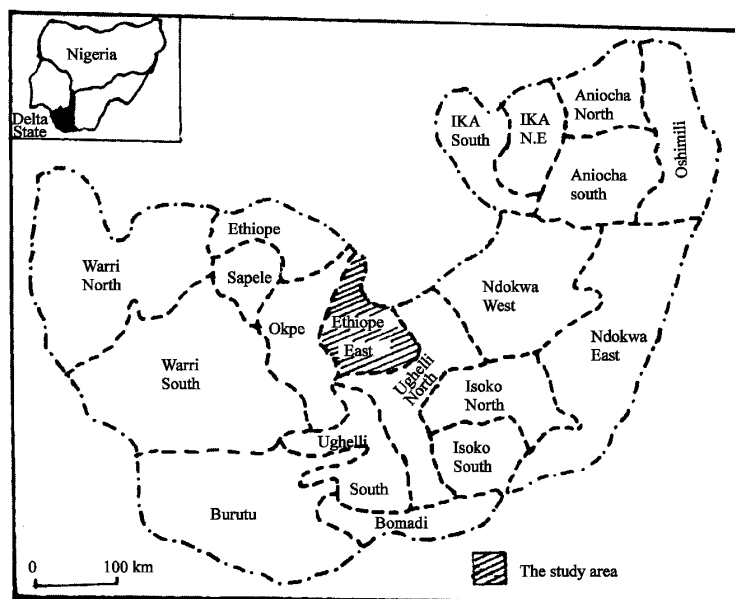 Nigeria
Delta
State
IKA
South
IKA
N.E
Aniocha
North
Aniocha
south
Oshimili
Ethiope
Warri
North
Sapele
Okpe
Ethiope
East
Ndokwa
West
Ndokwa
East
Warri
South
Ughelli
North
Isoko
North
Isoko
South
Ughelli
South
Burutu
Bomadi
0 100 km
The study area